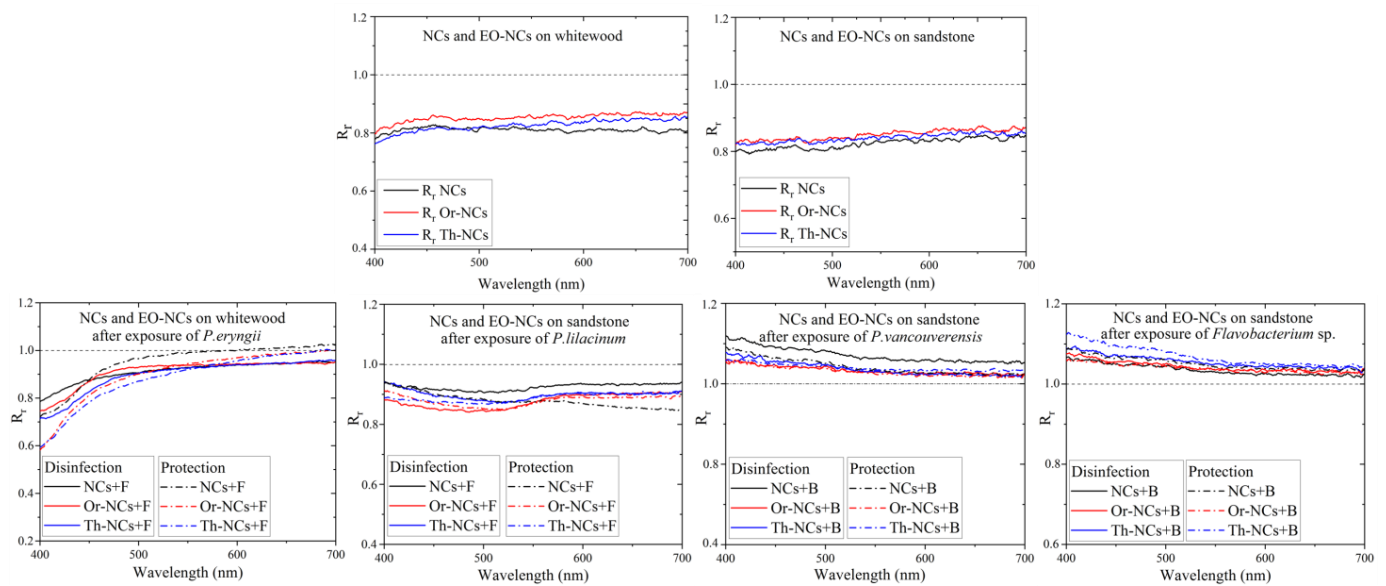 NCs and EO-NCs on whitewood
1.2
1.0
0.8
0.6
0.4
Rr
Rr NCs
Rr Or-NCs
Rr Th-NCs
400
500
600
700
Wavelength (nm)
NCs and EO-NCs on sandstone
1.2
1.0
0.8
0.6
Rr
Rr NCs
Rr Or-NCs
Rr Th-NCs
400
500
600
700
Wavelength (nm)
NCs and EO-NCs on whitewood
after exposure of P.eryngii
1.2
1.0
0.8
0.6
0.4
0.2
Rr
Disinfection
NCs+F
Or-NCs+F
Th-NCs+F
Protection
NCs+F
Or-NCs+F
Th-NCs+F
400
500
600
700
Wavelength (nm)
NCs and EO-NCs on sandstone
after exposure of P.lilacinum
1.2
1.0
0.8
0.6
0.4
Disinfection
NCs+F
Or-NCs+F
Th-NCs+F
Protection
NCs+F
Or-NCs+F
Th-NCs+F
400
500
600
700
Wavelength (nm)
NCs and EO-NCs on sandstone
after exposure of P.vancouverensis
1.2
1.0
0.8
0.4
Disinfection
NCs+B
Or-NCs+B
Th-NCs+B
Protection
NCs+B
Or-NCs+B
Th-NCs+B
400
500
600
700
Wavelength (nm)
NCs and EO-NCs on sandstone
after exposure of Flavobacterium sp.
1.2
1.0
0.8
0.6
Disinfection
NCs+B
Or-NCs+B
Th-NCs+B
Protection
NCs+B
Or-NCs+B
Th-NCs+B
400
500
600
700
Wavelength (nm)